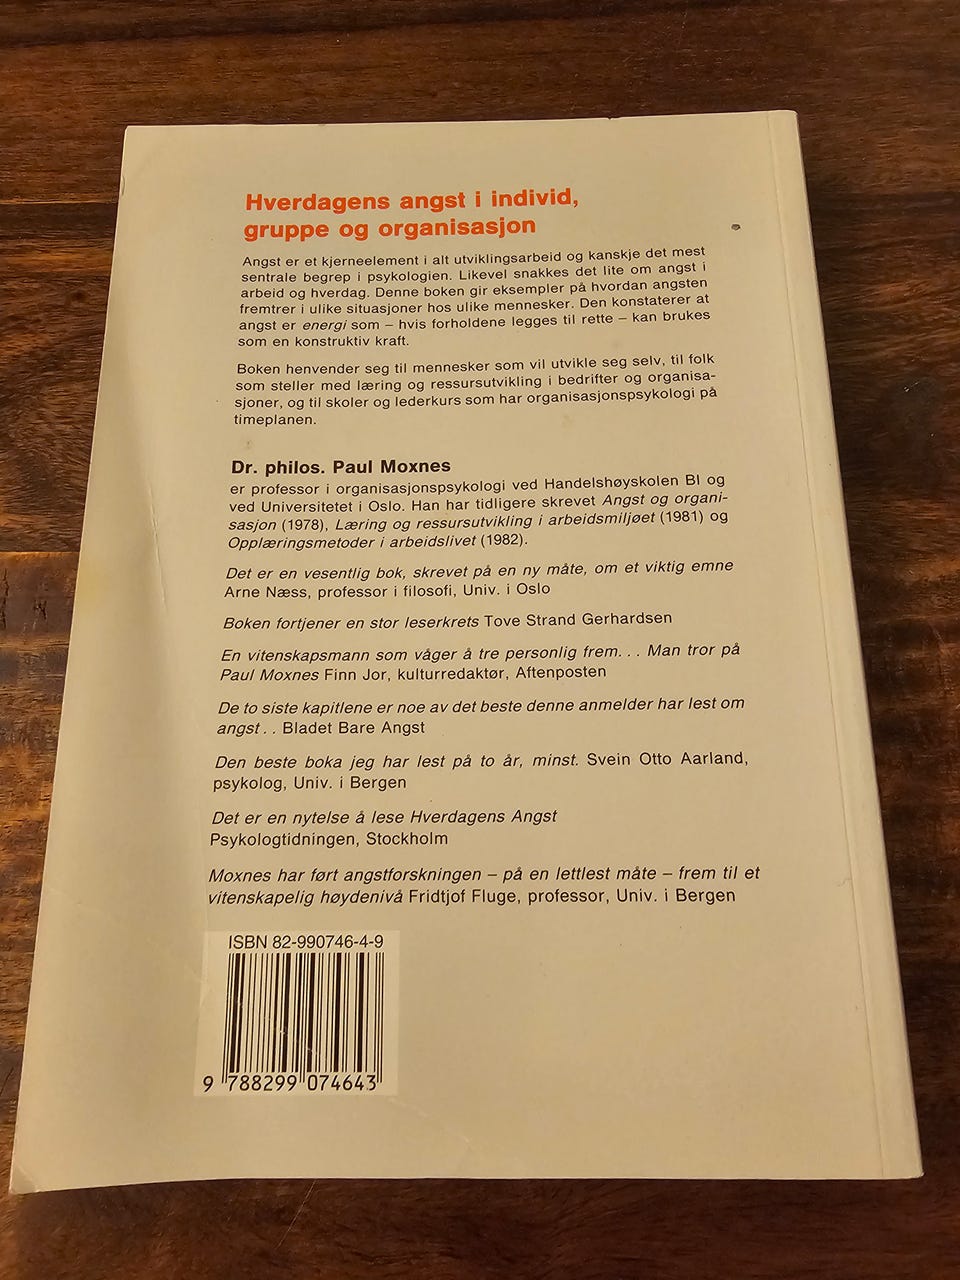 Hverdagens angst i individ,
gruppe og organisasjon
Angst er et kjerneelement i alt utviklingsarbeid og kanskje det mest
sentrale begrep i psykologien. Likevel snakkes det lite om angst i
arbeid og hverdag. Denne boken gir eksempler på hvordan angsten
fremtrer i ulike situasjoner hos ulike mennesker. Den konstaterer at
angst er energi som – hvis forholdene legges til rette – kan brukes
som en konstruktiv kraft.
Boken henvender seg til mennesker som vil utvikle seg selv, til folk
som steller med læring og ressursutvikling i bedrifter og organisa-
sjoner, og til skoler og lederkurs som har organisasjonspsykologi på
timeplanen.
Dr. philos. Paul Moxnes
er professor i organisasjonspsykologi ved Handelshøyskolen BI og
ved Universitetet i Oslo. Han har tidligere skrevet Angst og organi-
sasjon (1978), Læring og ressursutvikling i arbeidsmiljøet (1981) og
Opplæringsmetoder i arbeidslivet (1982).
Det er en vesentlig bok, skrevet på en ny måte, om et viktig emne
Arne Næss, professor i filosofi, Univ. i Oslo
Boken fortjener en stor leserkrets Tove Strand Gerhardsen
En vitenskapsmann som våger å tre personlig frem. . . Man tror på
Paul Moxnes Finn Jor, kulturredaktør, Aftenposten
De to siste kapitlene er noe av det beste denne anmelder har lest om
angst . . Bladet Bare Angst
Den beste boka jeg har lest på to år, minst. Svein Otto Aarland,
psykolog, Univ. i Bergen
Det er en nytelse å lese Hverdagens Angst
Psykologtidningen, Stockholm
Moxnes har ført angstforskningen – på en lettlest måte – frem til et
vitenskapelig høydenivå Fridtjof Fluge, professor, Univ. i Bergen
ISBN 82-990746-4-9
9 788299 074643